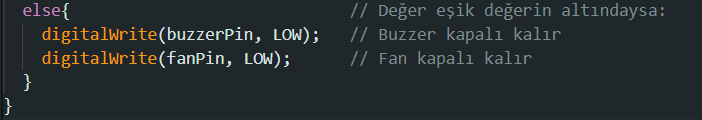 else{                              // Değer eşik değerin altındaysa:
digitalWrite(buzzerPin, LOW);   // Buzzer kapalı kalır
digitalWrite(fanPin, LOW);      // Fan kapalı kalır
}
}